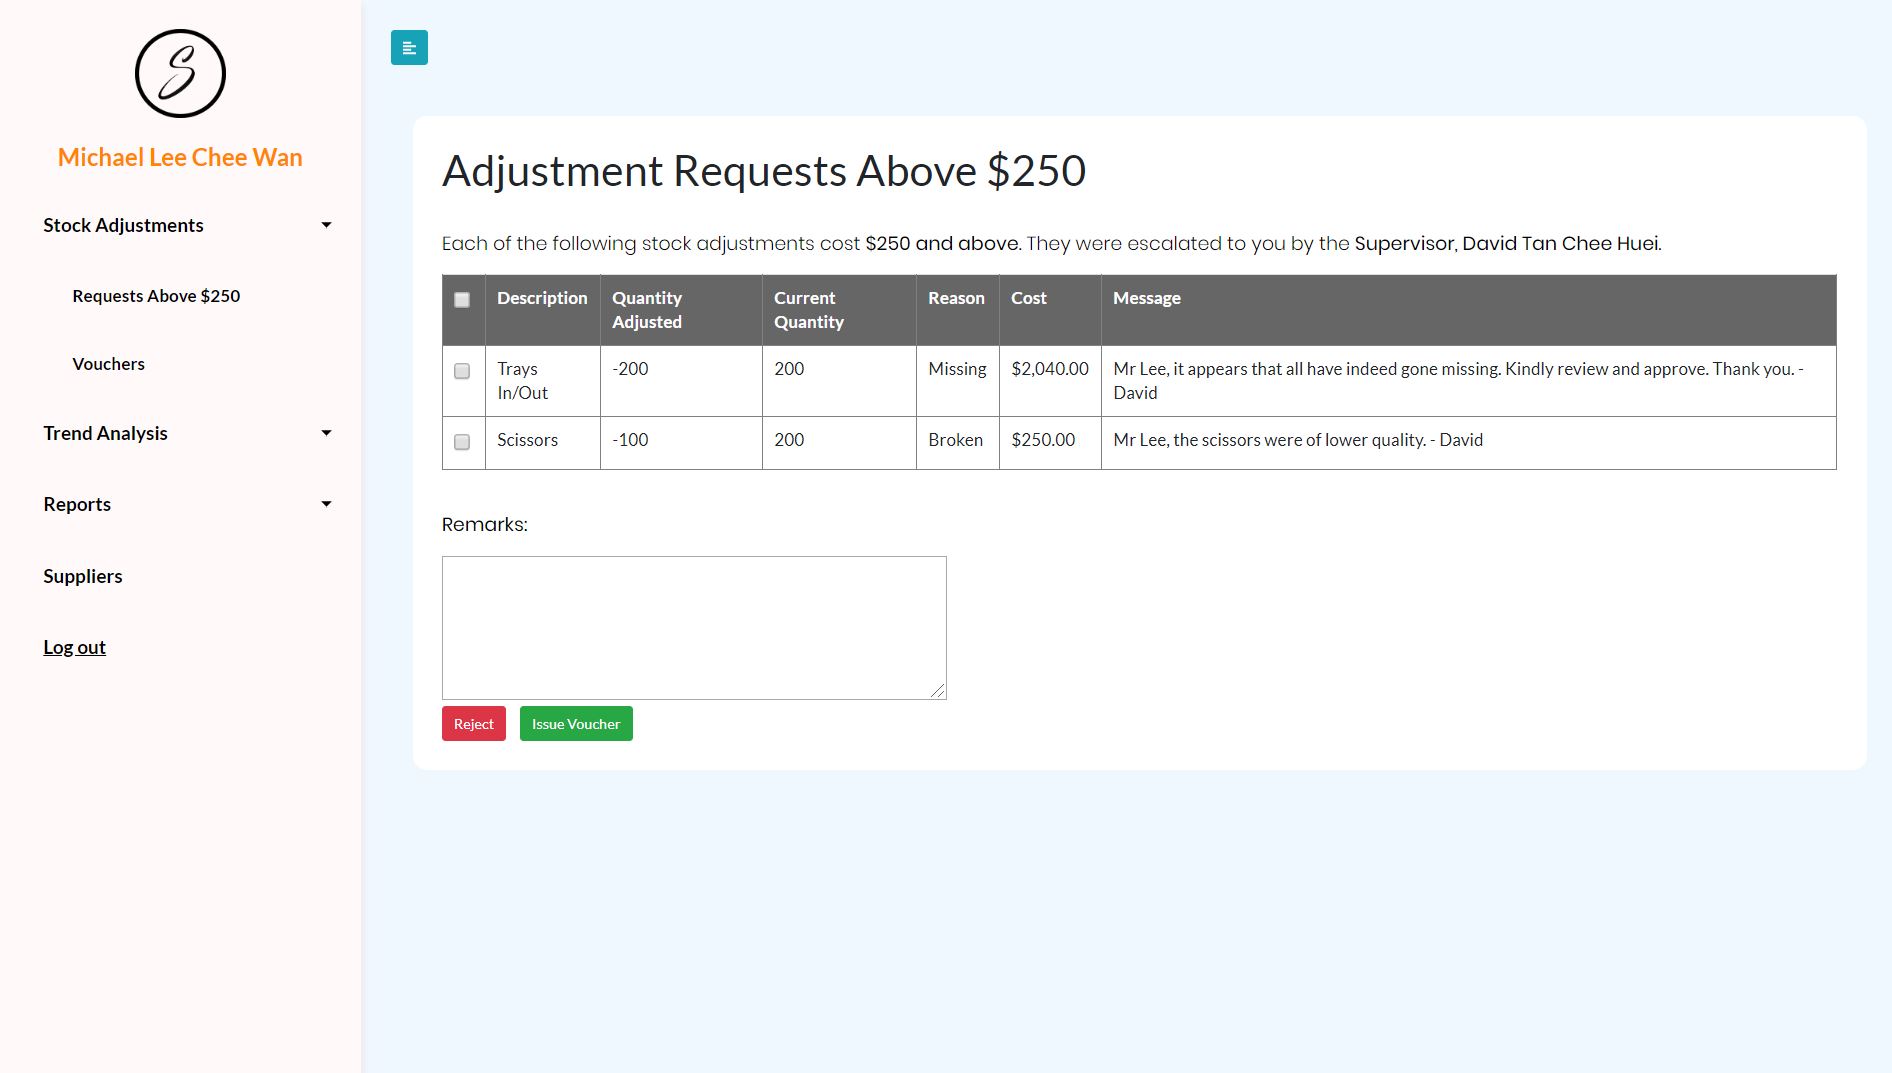 S
Michael Lee Chee Wan
Stock Adjustments
Requests Above $250
Vouchers
Trend Analysis
Reports
Suppliers
Log out
Adjustment Requests Above $250
Each of the following stock adjustments cost $250 and above. They were escalated to you by the Supervisor, David Tan Chee Huei.
Description Quantity Adjusted Current Quantity Reason Cost Message
Trays In/Out -200 200 Missing $2,040.00 Mr Lee, it appears that all have indeed gone missing. Kindly review and approve. Thank you. - David
Scissors -100 200 Broken $250.00 Mr Lee, the scissors were of lower quality. - David
Remarks:
Reject Issue Voucher